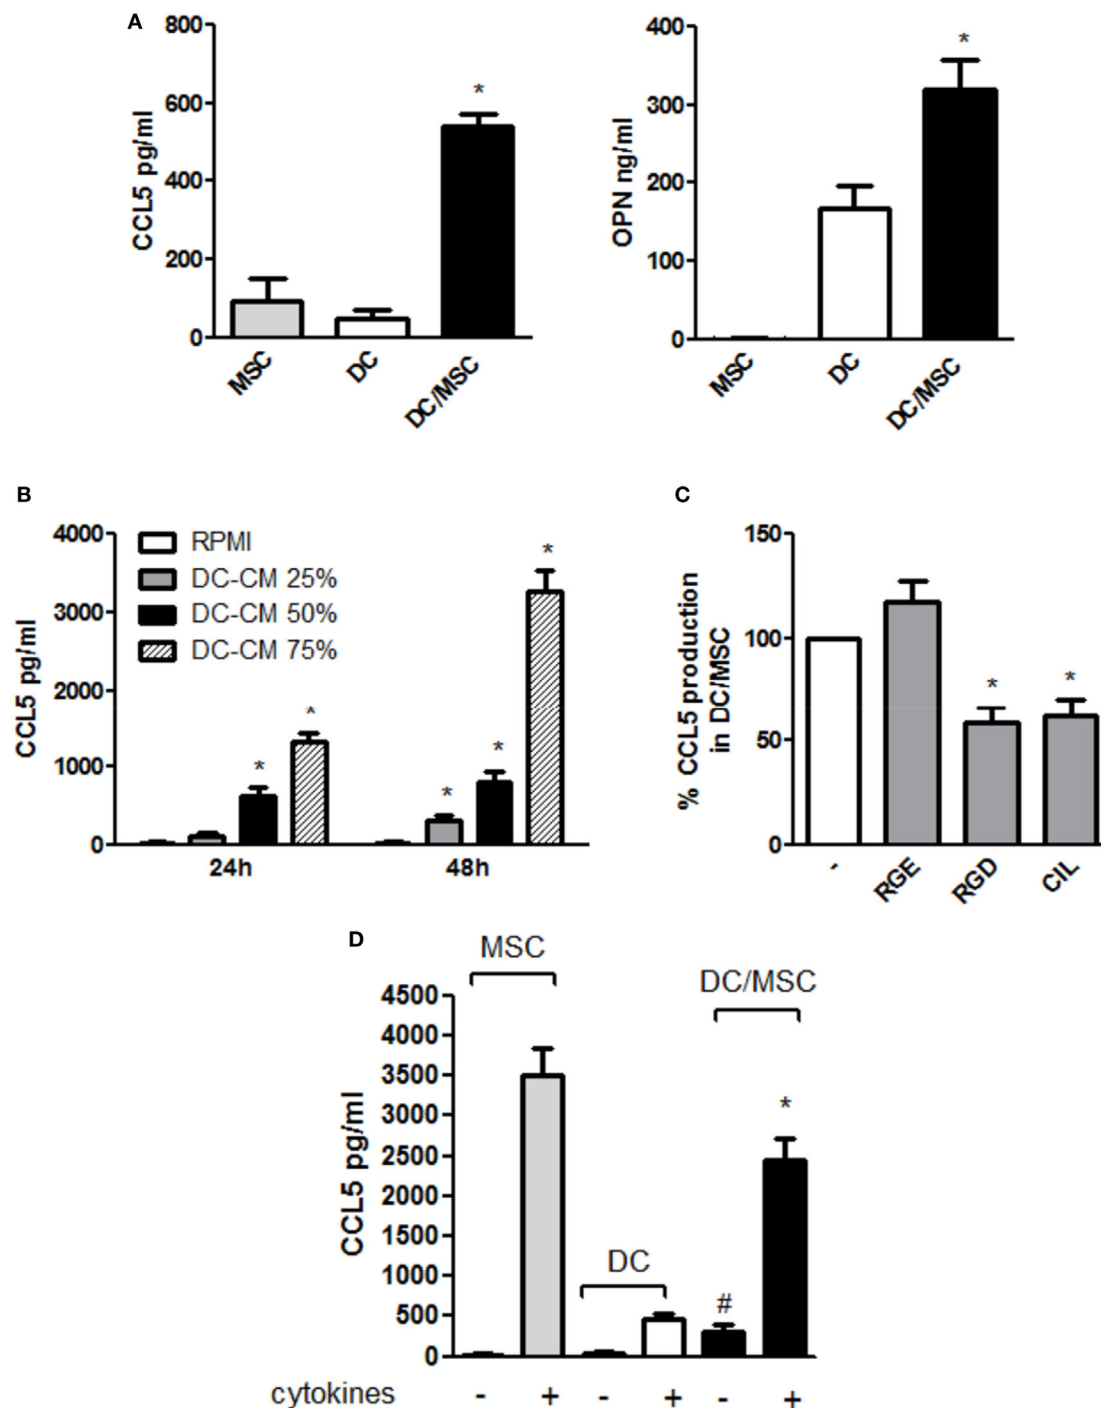 A
800
600
400
200
0
CCL5 pg/ml
*
MSC
DC
DC/MSC
400
300
200
100
0
OPN ng/ml
*
MSC
DC
DC/MSC
B
4000
3000
2000
1000
0
CCL5 pg/ml
RPMI
DC-CM 25%
DC-CM 50%
DC-CM 75%
* *
* * *
24h
48h
C
150
100
50
0
% CCL5 production
in DC/MSC
* *
-
RGE
RGD
CIL
D
MSC
DC/MSC
DC
4500
4000
3500
3000
2500
2000
1500
1000
500
0
CCL5 pg/ml
#
*
cytokines - + - + - +